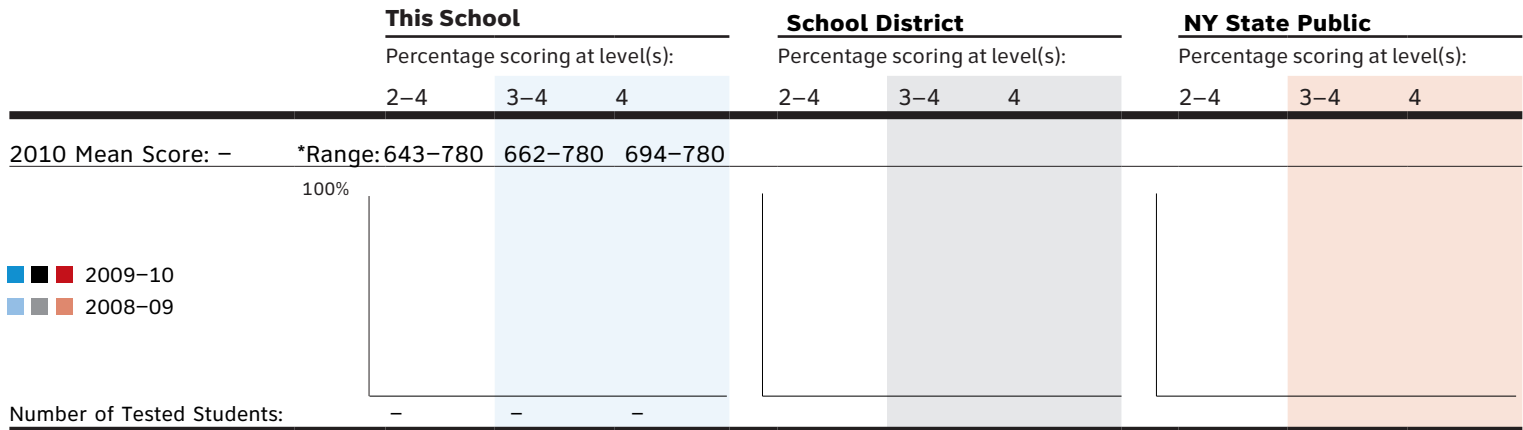 This School School District NY State Public
Percentage scoring at level(s): Percentage scoring at level(s): Percentage scoring at level(s):
2–4 3–4 4 2–4 3–4 4 2–4 3–4 4
2010 Mean Score: – *Range: 643–780 662–780 694–780
100%
2009–10
2008–09
Number of Tested Students: – – –